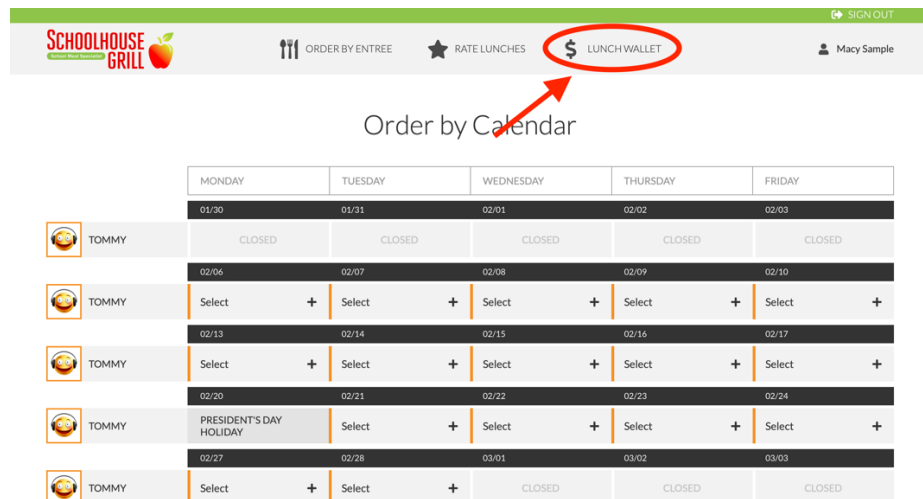 SIGN OUT
SCHOOLHOUSE
School Meal Specialist
GRILL
ORDER BY ENTREE RATE LUNCHES $ LUNCH WALLET Macy Sample
Order by Calendar
MONDAY TUESDAY WEDNESDAY THURSDAY FRIDAY
01/30 01/31 02/01 02/02 02/03
TOMMY CLOSED CLOSED CLOSED CLOSED CLOSED
02/06 02/07 02/08 02/09 02/10
TOMMY Select + Select + Select + Select + Select +
02/13 02/14 02/15 02/16 02/17
TOMMY Select + Select + Select + Select + Select +
02/20 02/21 02/22 02/23 02/24
TOMMY PRESIDENT'S DAY HOLIDAY Select + Select + Select + Select +
02/27 02/28 03/01 03/02 03/03
TOMMY Select + Select + CLOSED CLOSED CLOSED